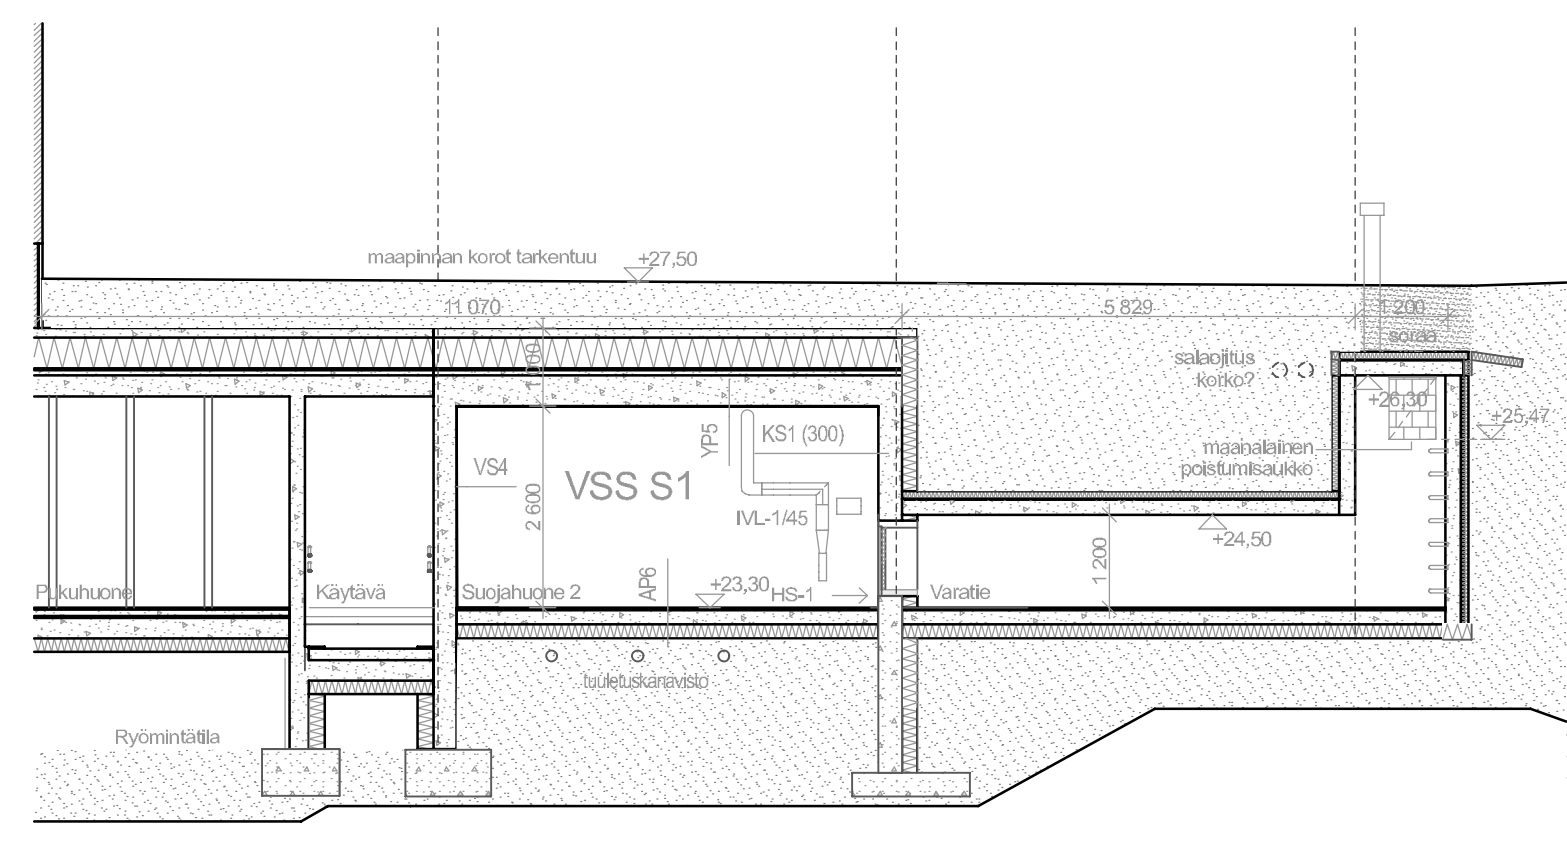 maapinnan korot tarkentuu
+27,50
11 070
5 829
1 200
soraa
1 000
salaojitus
korko?
+26,30
+25,47
YP5
KS1 (300)
maanalainen
poistumisaukko
VS4
VSS S1
2 600
IVL-1/45
+24,50
1 200
AP6
+23,30
HS-1
Pukuhuone
Käytävä
Suojahuone 2
Varatie
tuuletuskanavisto
Ryömintätila